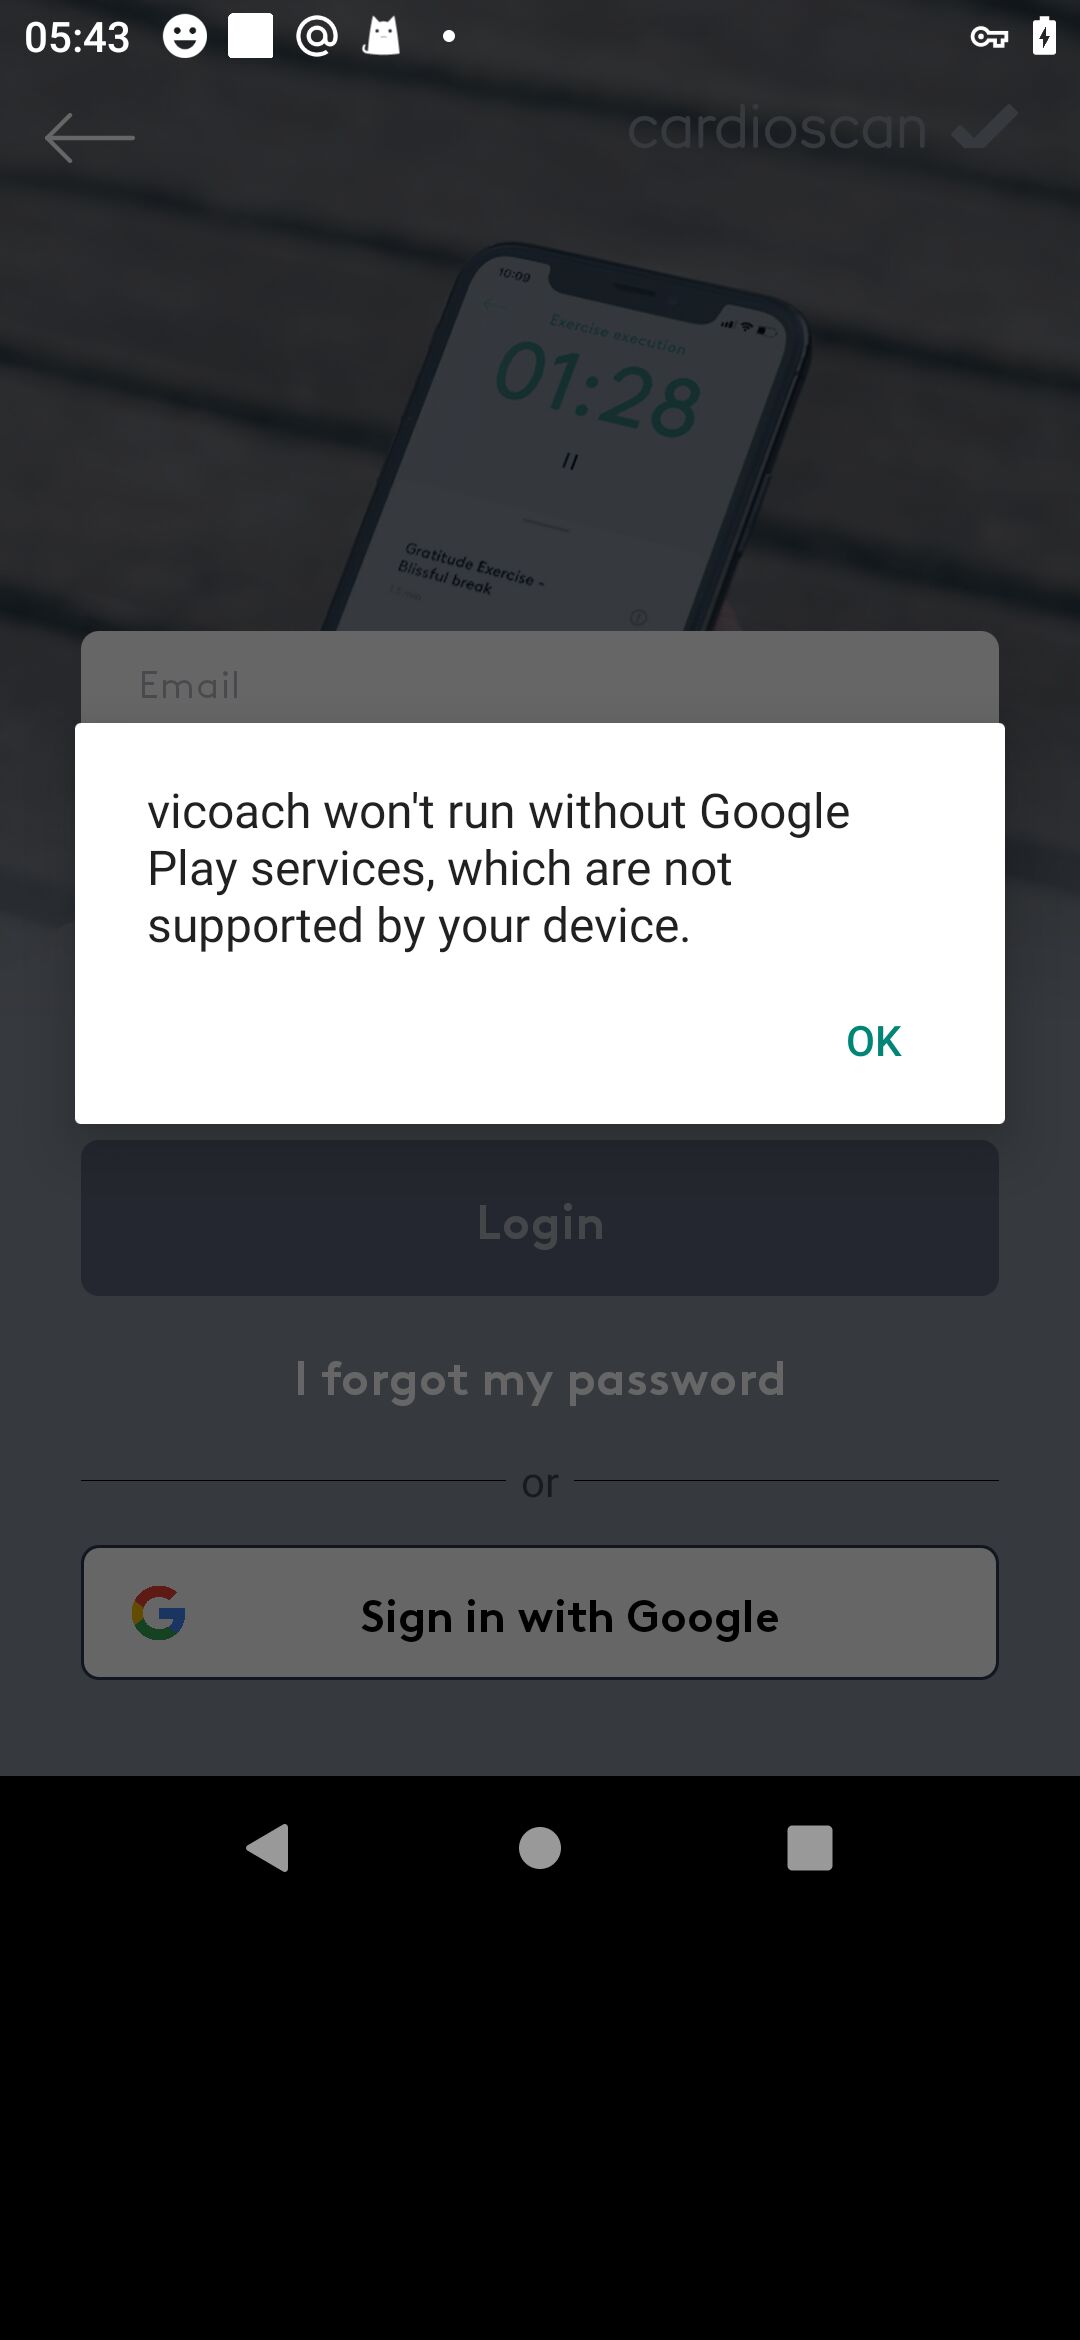 05:43
cardioscan
10:09
Exercise execution
01:28
Gratitude Exercise -
Blissful break
Email
vicoach won't run without Google
Play services, which are not
supported by your device.
OK
Login
I forgot my password
or
Sign in with Google